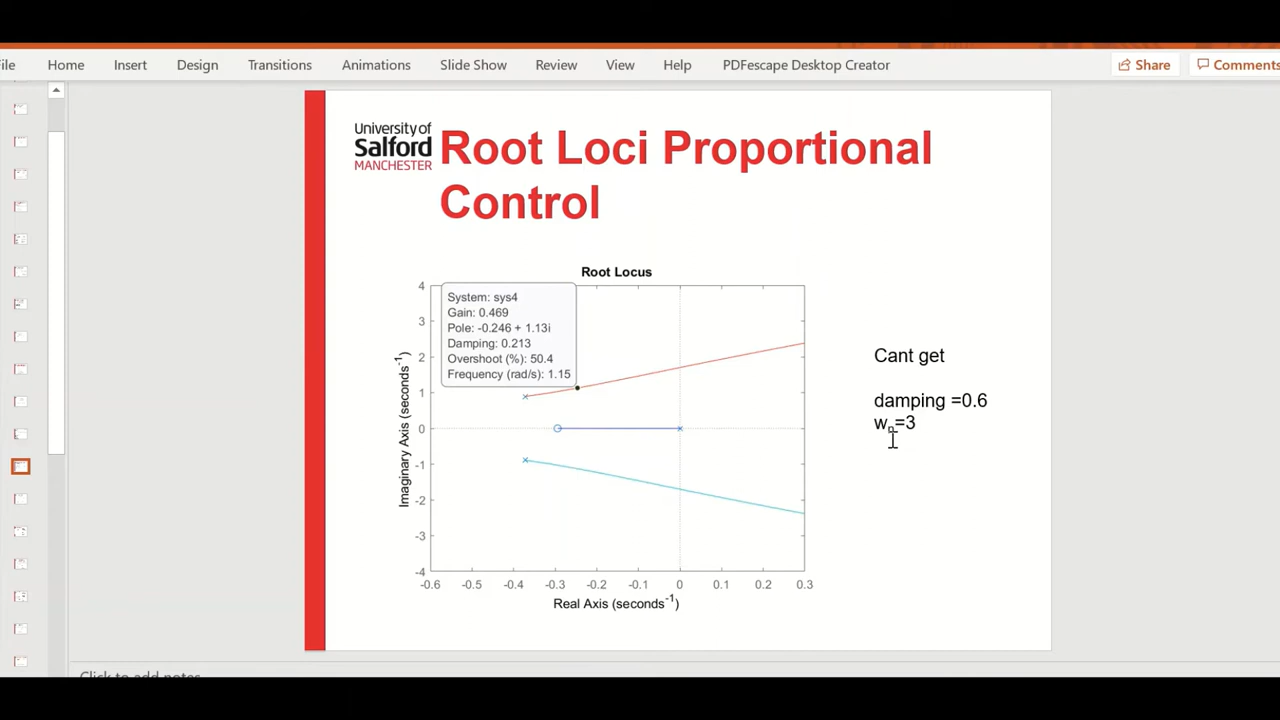 File Home Insert Design Transitions Animations Slide Show Review View Help PDFescape Desktop Creator Share Comments
University of
Salford
MANCHESTER
Root Loci Proportional
Control
Root Locus
System: sys4
Gain: 0.469
Pole: -0.246 + 1.13i
Damping: 0.213
Overshoot (%): 50.4
Frequency (rad/s): 1.15
4
3
2
1
0
-1
-2
-3
-4
Imaginary Axis (seconds-1)
-0.6 -0.5 -0.4 -0.3 -0.2 -0.1 0 0.1 0.2 0.3
Real Axis (seconds-1)
Cant get
damping =0.6
wn=3
Click to add notes